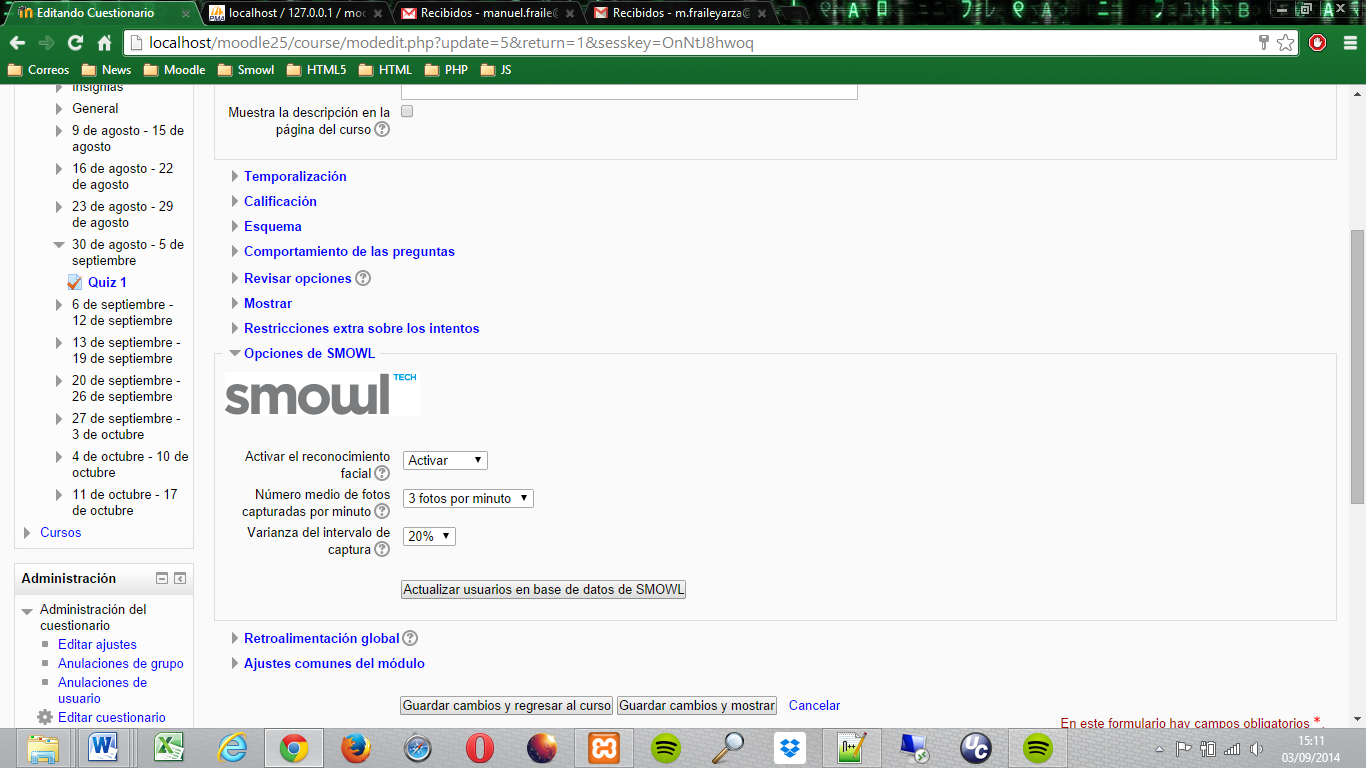 Editando Cuestionario
localhost / 127.0.0.1 / moo
Recibidos - manuel.fraile@
Recibidos - m.fraileyarza@
localhost/moodle25/course/modedit.php?update=5&return=1&sesskey=OnNtJ8hwoq
Correos News Moodle Smowl HTML5 HTML PHP JS
Insignias
General
9 de agosto - 15 de
agosto
16 de agosto - 22
de agosto
23 de agosto - 29
de agosto
30 de agosto - 5 de
septiembre
Quiz 1
6 de septiembre -
12 de septiembre
13 de septiembre -
19 de septiembre
20 de septiembre -
26 de septiembre
27 de septiembre -
3 de octubre
4 de octubre - 10 de
octubre
11 de octubre - 17
de octubre
Cursos
Administración
Administración del
cuestionario
Editar ajustes
Anulaciones de grupo
Anulaciones de
usuario
Editar cuestionario
Muestra la descripción en la
página del curso
Temporalización
Calificación
Esquema
Comportamiento de las preguntas
Revisar opciones
Mostrar
Restricciones extra sobre los intentos
Opciones de SMOWL
smowl TECH
Activar el reconocimiento
facial
Activar
Número medio de fotos
capturadas por minuto
3 fotos por minuto
Varianza del intervalo de
captura
20%
Actualizar usuarios en base de datos de SMOWL
Retroalimentación global
Ajustes comunes del módulo
Guardar cambios y regresar al curso Guardar cambios y mostrar Cancelar
En este formulario hay campos obligatorios *
15:11
03/09/2014